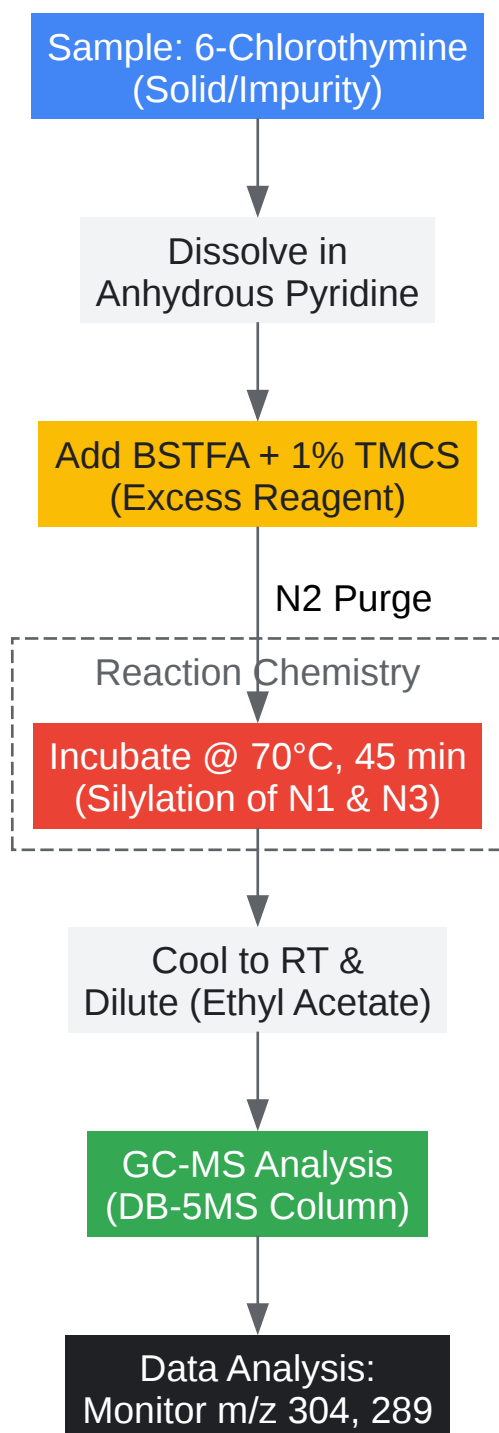 Sample: 6-Chlorothymine
(Solid/Impurity)
Dissolve in
Anhydrous Pyridine
Add BSTFA + 1% TMCS
(Excess Reagent)
N2 Purge
Reaction Chemistry
Incubate @ 70°C, 45 min
(Silylation of N1 & N3)
Cool to RT &
Dilute (Ethyl Acetate)
GC-MS Analysis
(DB-5MS Column)
Data Analysis:
Monitor m/z 304, 289